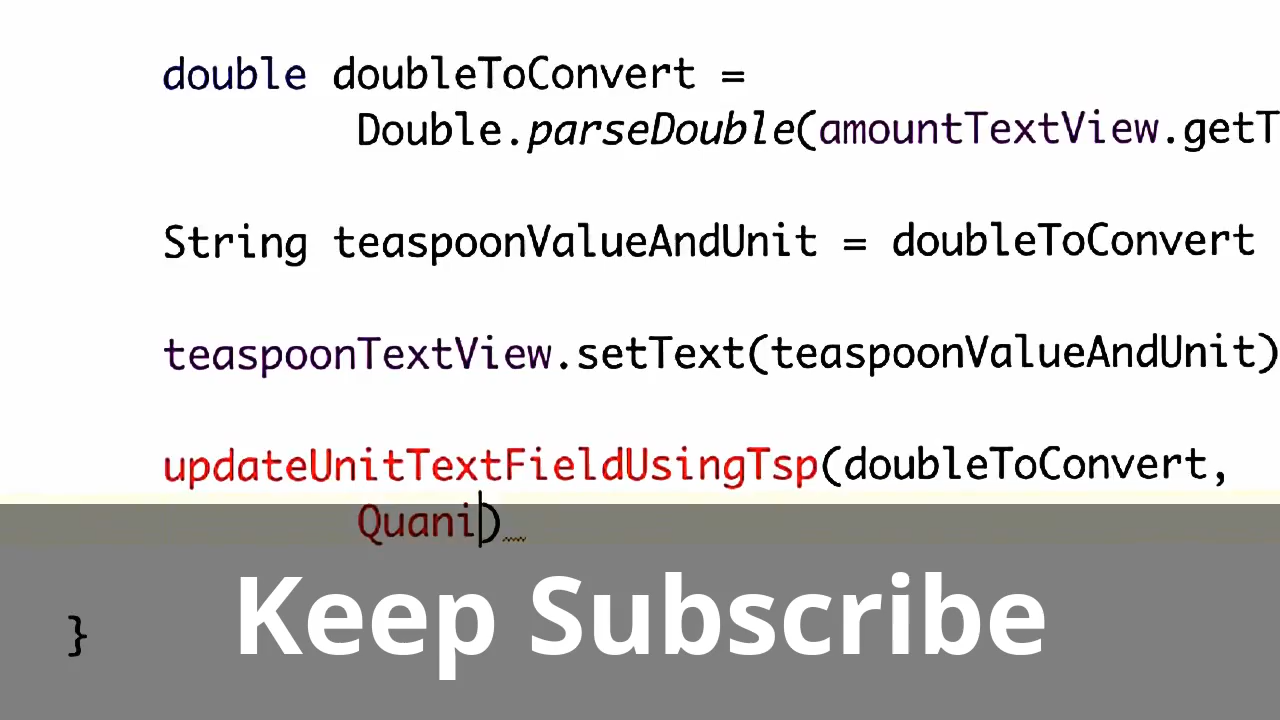 double doubleToConvert =
Double.parseDouble(amountTextView.getT
String teaspoonValueAndUnit = doubleToConvert
teaspoonTextView.setText(teaspoonValueAndUnit)
updateUnitTextFieldUsingTsp(doubleToConvert,
Quani)
Keep Subscribe
}